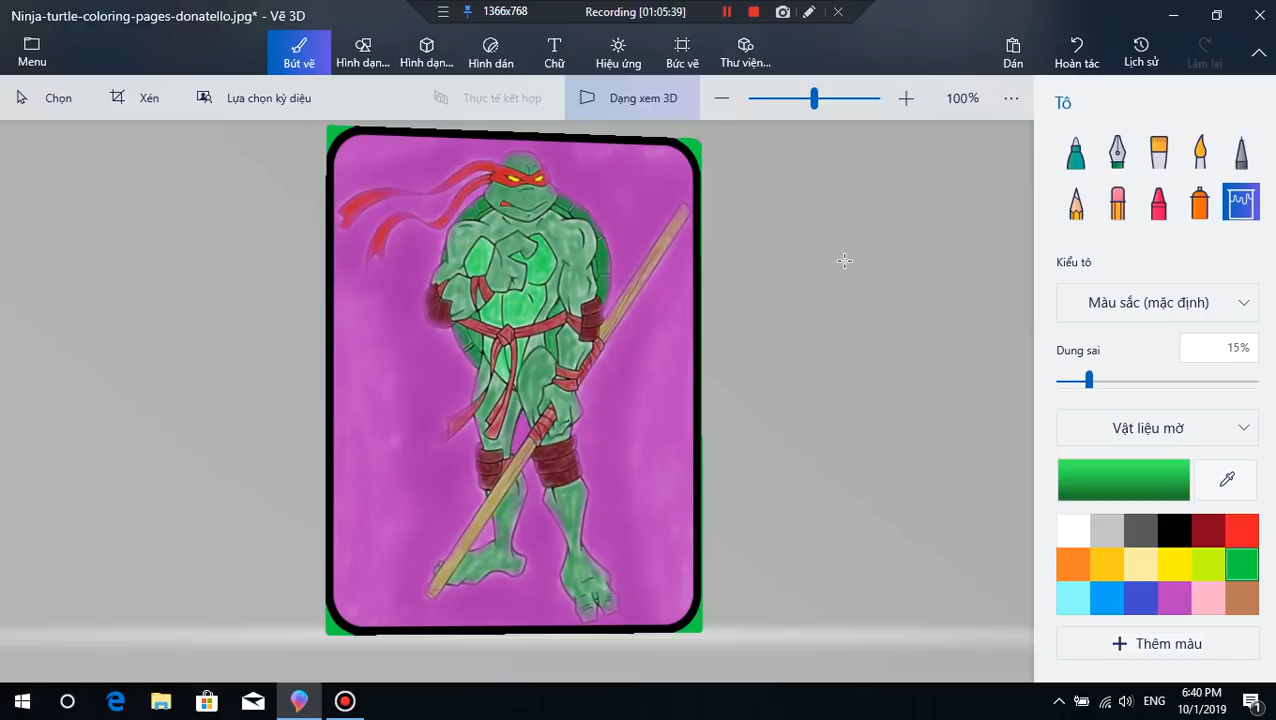 Ninja-turtle-coloring-pages-donatello.jpg* - Vẽ 3D
1366x768
Recording [01:05:39]
Menu
Bút vẽ
Hình dạn...
Hình dạn...
Hình dán
Chữ
Hiệu ứng
Bức vẽ
Thư viện...
Dán
Hoàn tác
Lịch sử
Làm lại
Chọn
Xén
Lựa chọn kỳ diệu
Thực tế kết hợp
Dạng xem 3D
100%
Tô
Kiểu tô
Màu sắc (mặc định)
Dung sai
15%
Vật liệu mờ
Thêm màu
ENG
6:40 PM
10/1/2019
1